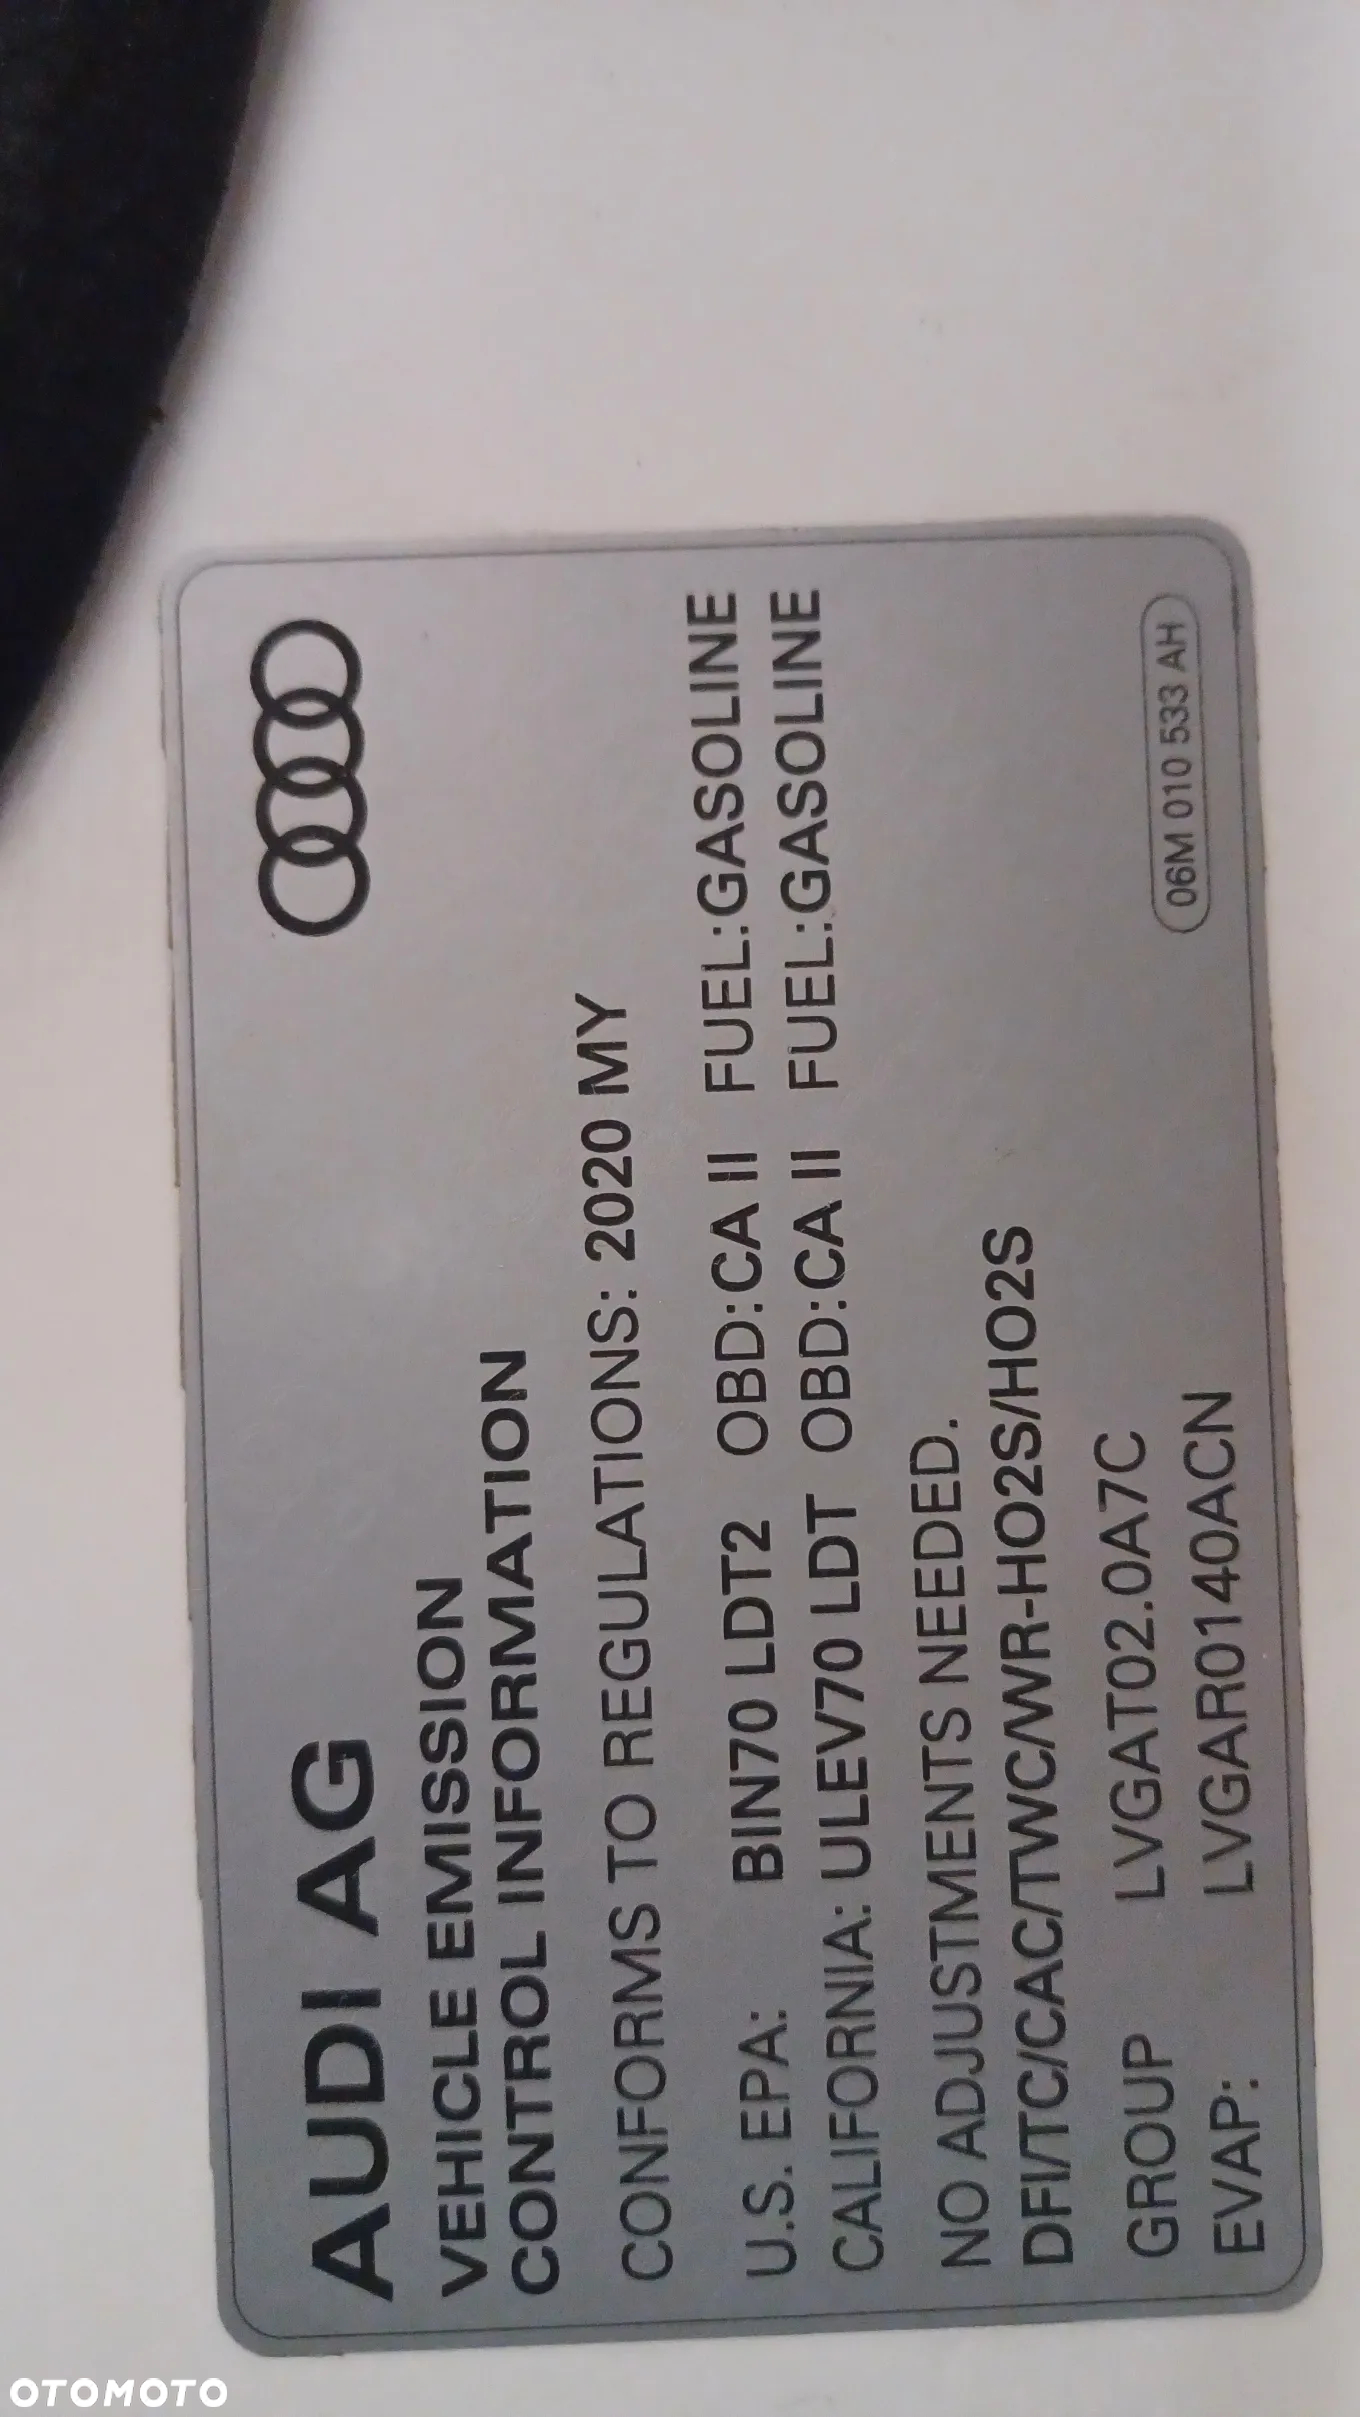 AUDI AG
VEHICLE EMISSION
CONTROL INFORMATION
CONFORMS TO REGULATIONS: 2020 MY
U.S. EPA: BIN70 LDT2 OBD:CA II FUEL:GASOLINE
CALIFORNIA: ULEV70 LDT OBD:CA II FUEL:GASOLINE
NO ADJUSTMENTS NEEDED.
DFI/TC/CAC/TWC/WR-HO2S/HO2S
GROUP LVGAT02.0A7C
EVAP: LVGAR0140ACN
06M 010 533 AH
OTOMOTO